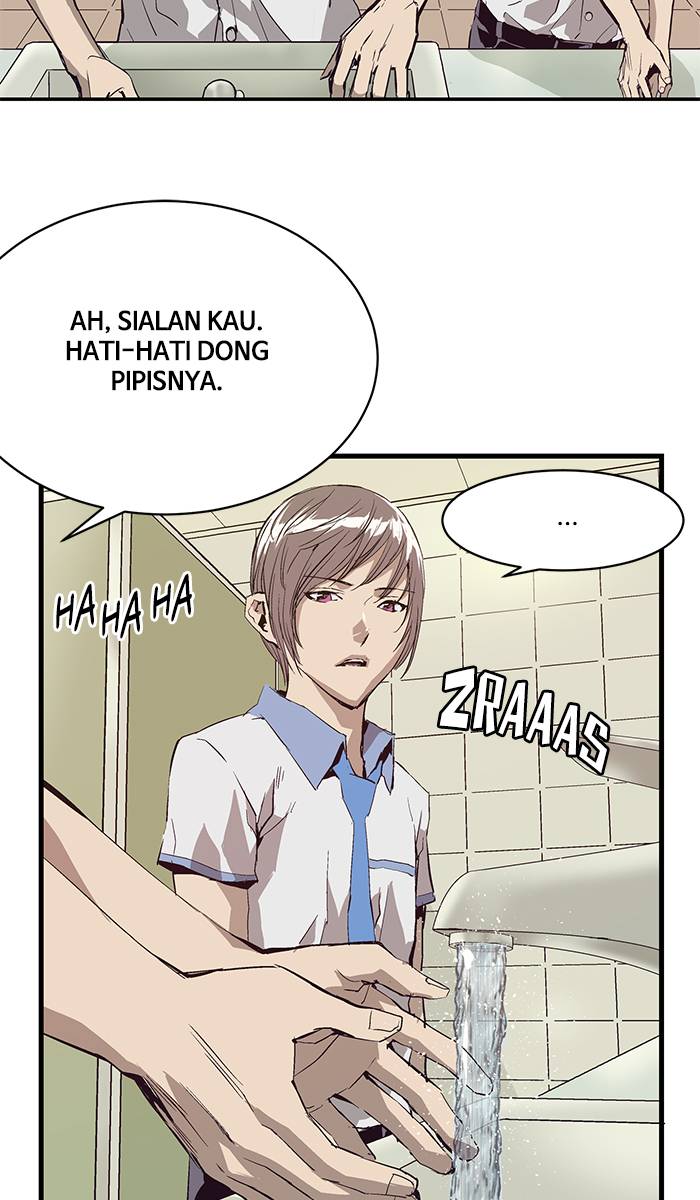 AH, SIALAN KAU.
HATI-HATI DONG
PIPISNYA.
...
HA HA HA
ZRAAAS